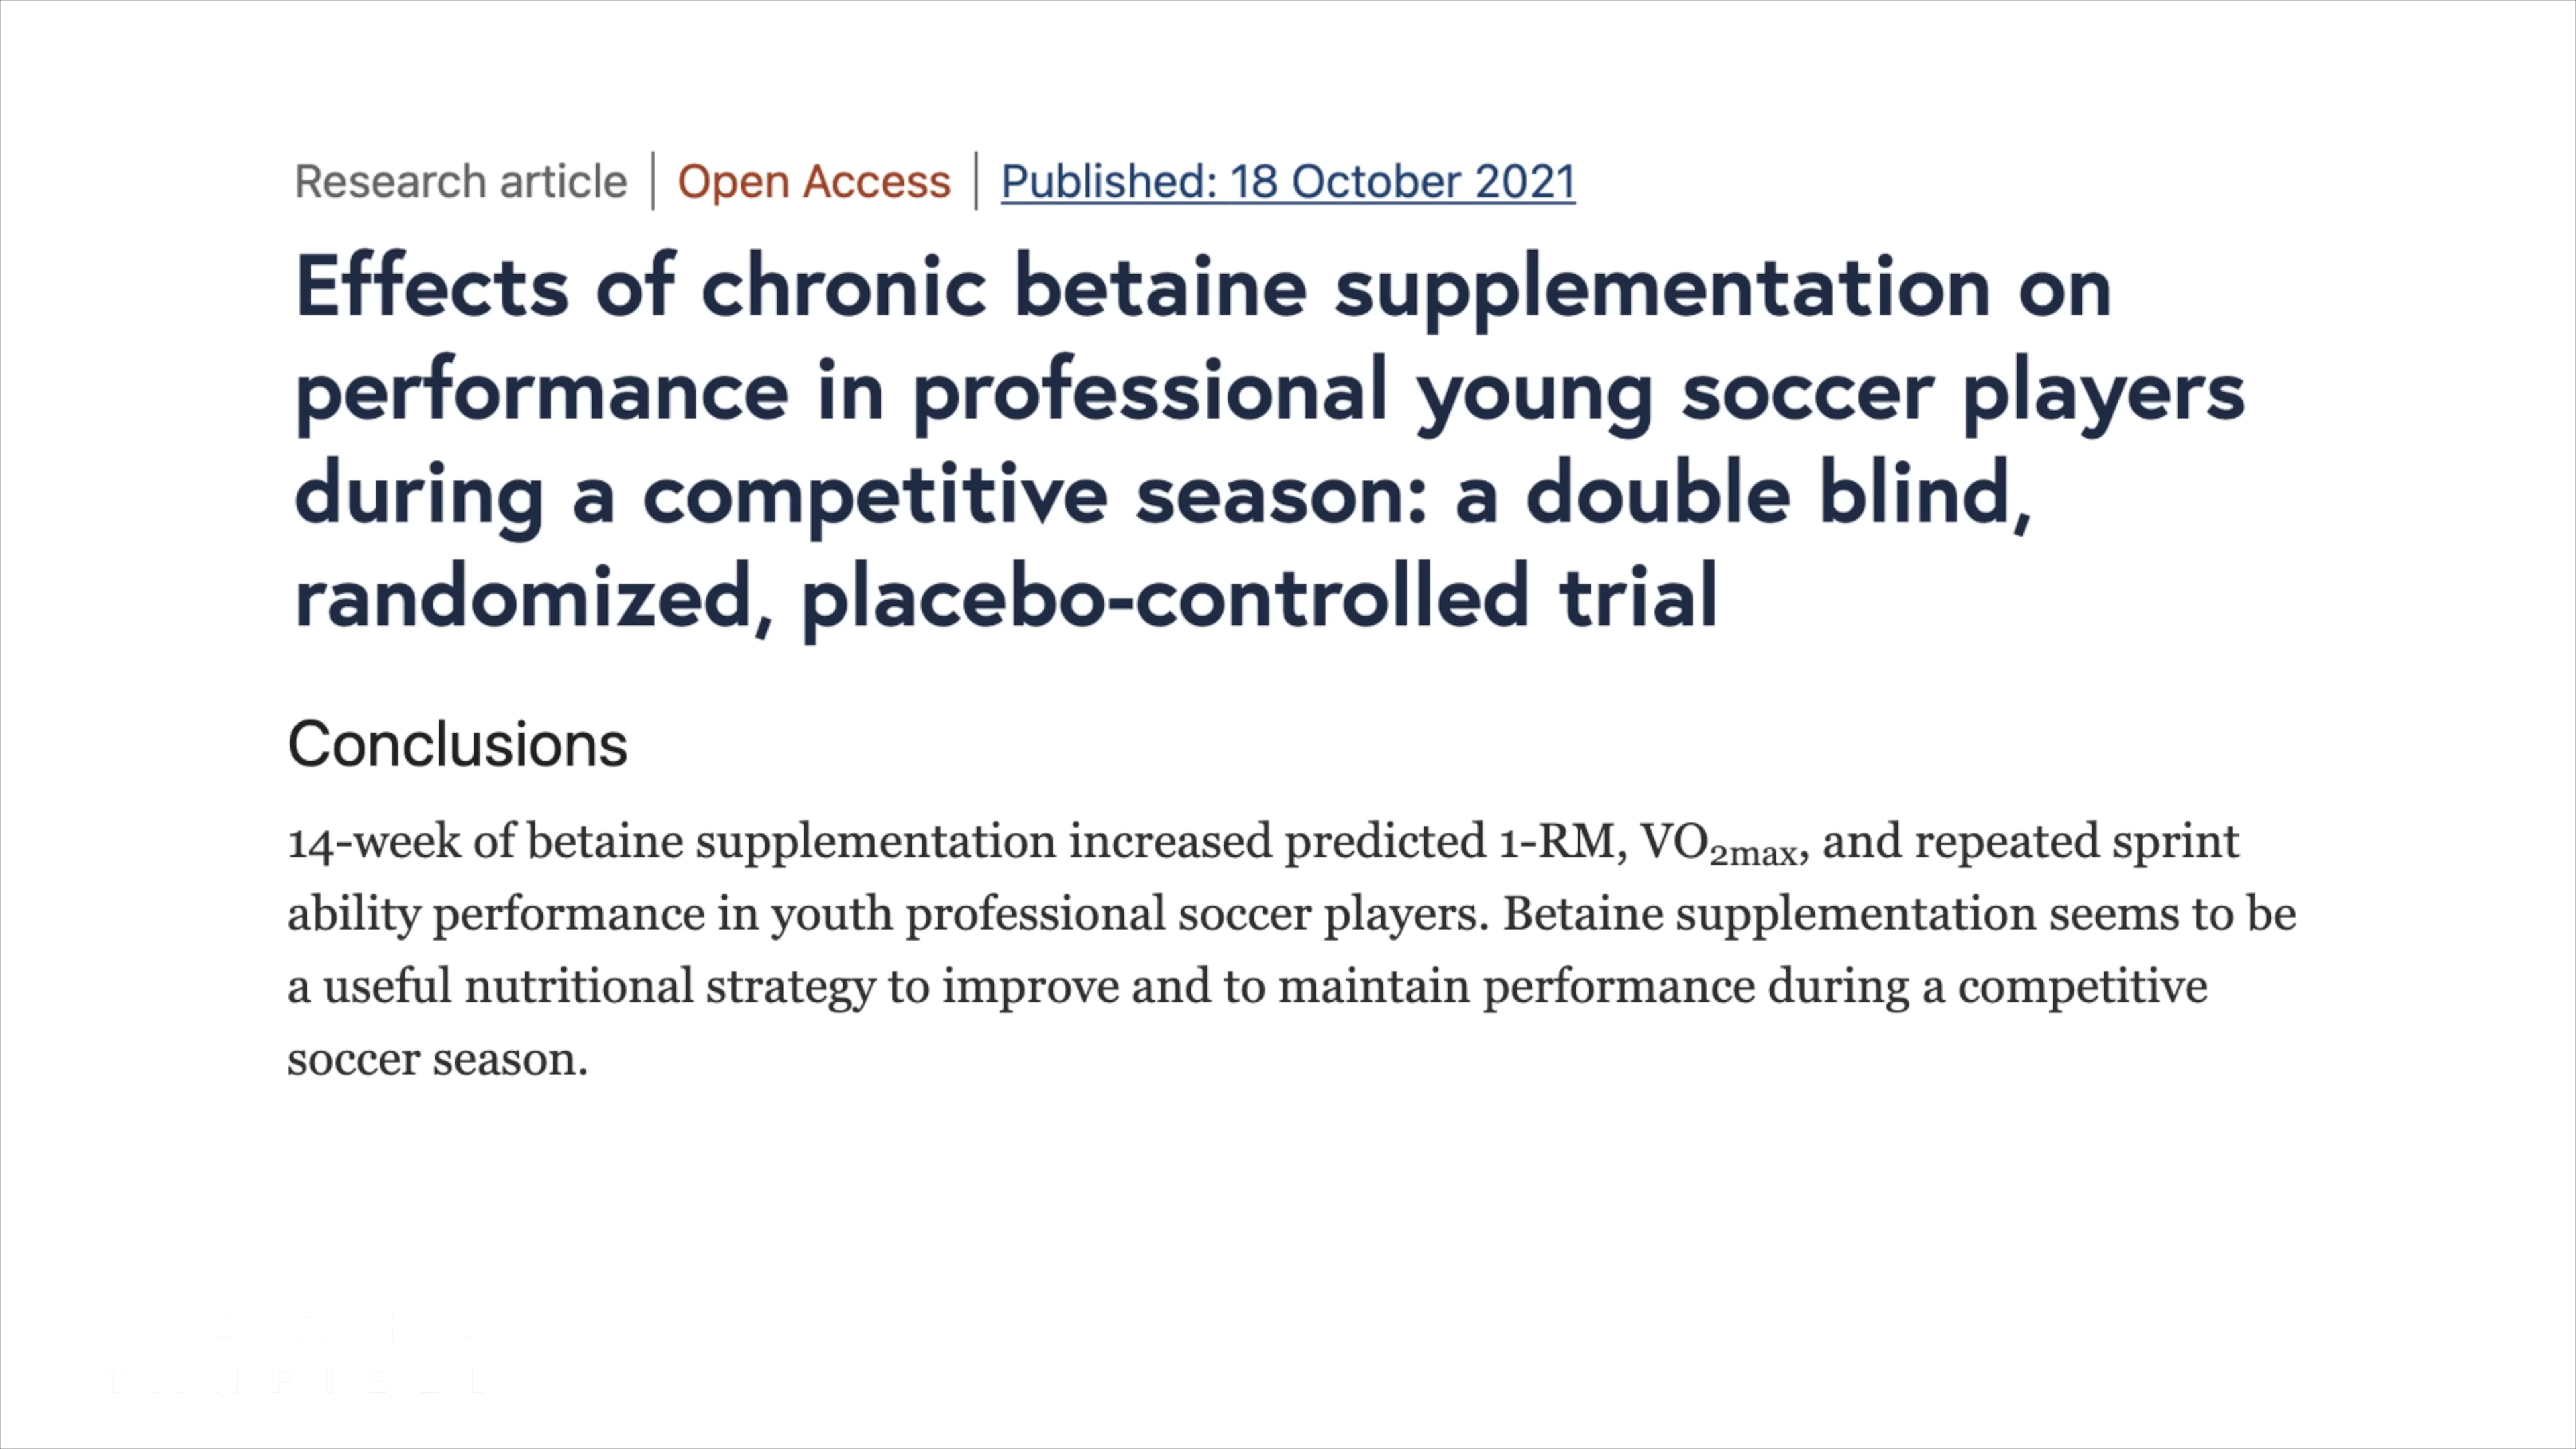 Research article | Open Access | Published: 18 October 2021
Effects of chronic betaine supplementation on
performance in professional young soccer players
during a competitive season: a double blind,
randomized, placebo-controlled trial
Conclusions
14-week of betaine supplementation increased predicted 1-RM, VO₂max, and repeated sprint
ability performance in youth professional soccer players. Betaine supplementation seems to be
a useful nutritional strategy to improve and to maintain performance during a competitive
soccer season.